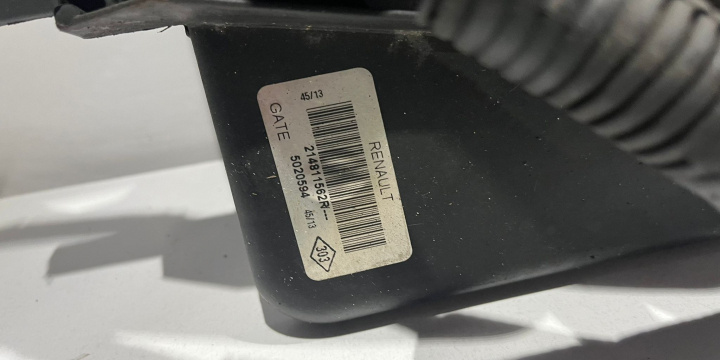 45/13
GATE
RENAULT
214811562R---
5020594
45/13
303